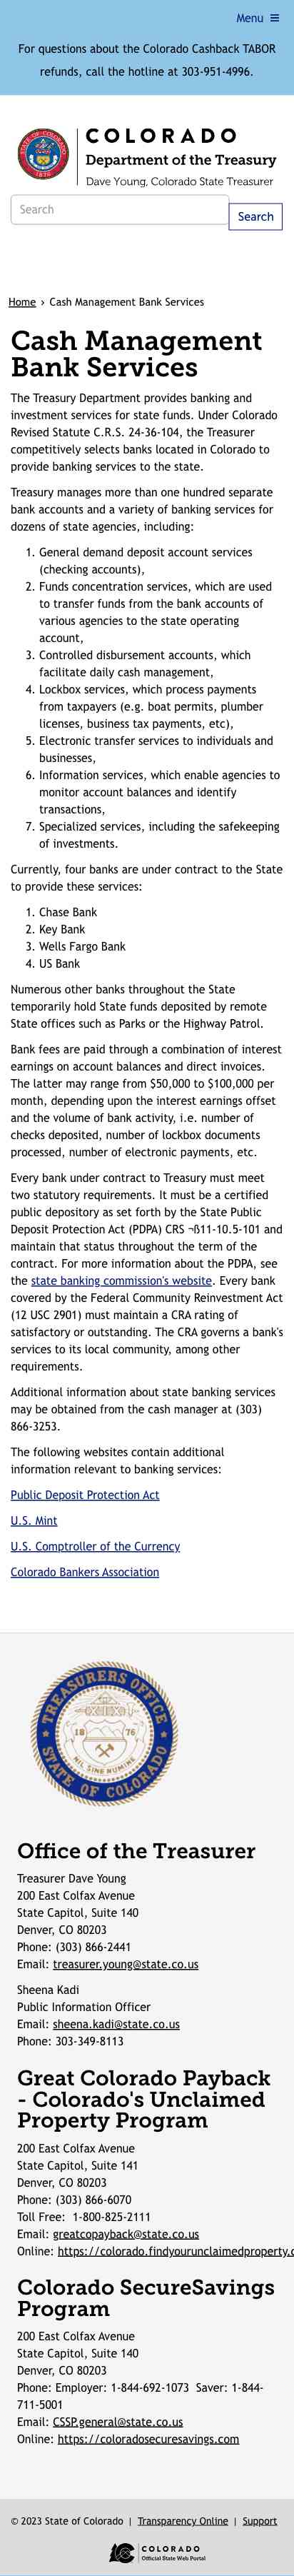 Menu
For questions about the Colorado Cashback TABOR
refunds, call the hotline at 303-951-4996.
COLORADO
Department of the Treasury
Dave Young, Colorado State Treasurer
Search
Search
Home › Cash Management Bank Services
Cash Management
Bank Services
The Treasury Department provides banking and
investment services for state funds. Under Colorado
Revised Statute C.R.S. 24-36-104, the Treasurer
competitively selects banks located in Colorado to
provide banking services to the state.
Treasury manages more than one hundred separate
bank accounts and a variety of banking services for
dozens of state agencies, including:
1. General demand deposit account services
(checking accounts),
2. Funds concentration services, which are used
to transfer funds from the bank accounts of
various agencies to the state operating
account,
3. Controlled disbursement accounts, which
facilitate daily cash management,
4. Lockbox services, which process payments
from taxpayers (e.g. boat permits, plumber
licenses, business tax payments, etc),
5. Electronic transfer services to individuals and
businesses,
6. Information services, which enable agencies to
monitor account balances and identify
transactions,
7. Specialized services, including the safekeeping
of investments.
Currently, four banks are under contract to the State
to provide these services:
1. Chase Bank
2. Key Bank
3. Wells Fargo Bank
4. US Bank
Numerous other banks throughout the State
temporarily hold State funds deposited by remote
State offices such as Parks or the Highway Patrol.
Bank fees are paid through a combination of interest
earnings on account balances and direct invoices.
The latter may range from $50,000 to $100,000 per
month, depending upon the interest earnings offset
and the volume of bank activity, i.e. number of
checks deposited, number of lockbox documents
processed, number of electronic payments, etc.
Every bank under contract to Treasury must meet
two statutory requirements. It must be a certified
public depository as set forth by the State Public
Deposit Protection Act (PDPA) CRS ¬ß11-10.5-101 and
maintain that status throughout the term of the
contract. For more information about the PDPA, see
the state banking commission's website. Every bank
covered by the Federal Community Reinvestment Act
(12 USC 2901) must maintain a CRA rating of
satisfactory or outstanding. The CRA governs a bank's
services to its local community, among other
requirements.
Additional information about state banking services
may be obtained from the cash manager at (303)
866-3253.
The following websites contain additional
information relevant to banking services:
Public Deposit Protection Act
U.S. Mint
U.S. Comptroller of the Currency
Colorado Bankers Association
TREASURERS OFFICE
1876
NIL SINE NUMINE
STATE OF COLORADO
Office of the Treasurer
Treasurer Dave Young
200 East Colfax Avenue
State Capitol, Suite 140
Denver, CO 80203
Phone: (303) 866-2441
Email: treasurer.young@state.co.us
Sheena Kadi
Public Information Officer
Email: sheena.kadi@state.co.us
Phone: 303-349-8113
Great Colorado Payback
- Colorado's Unclaimed
Property Program
200 East Colfax Avenue
State Capitol, Suite 141
Denver, CO 80203
Phone: (303) 866-6070
Toll Free:  1-800-825-2111
Email: greatcopayback@state.co.us
Online: https://colorado.findyourunclaimedproperty.c
Colorado SecureSavings
Program
200 East Colfax Avenue
State Capitol, Suite 140
Denver, CO 80203
Phone: Employer: 1-844-692-1073  Saver: 1-844-
711-5001
Email: CSSP.general@state.co.us
Online: https://coloradosecuresavings.com
© 2023 State of Colorado | Transparency Online | Support
COLORADO
Official State Web Portal